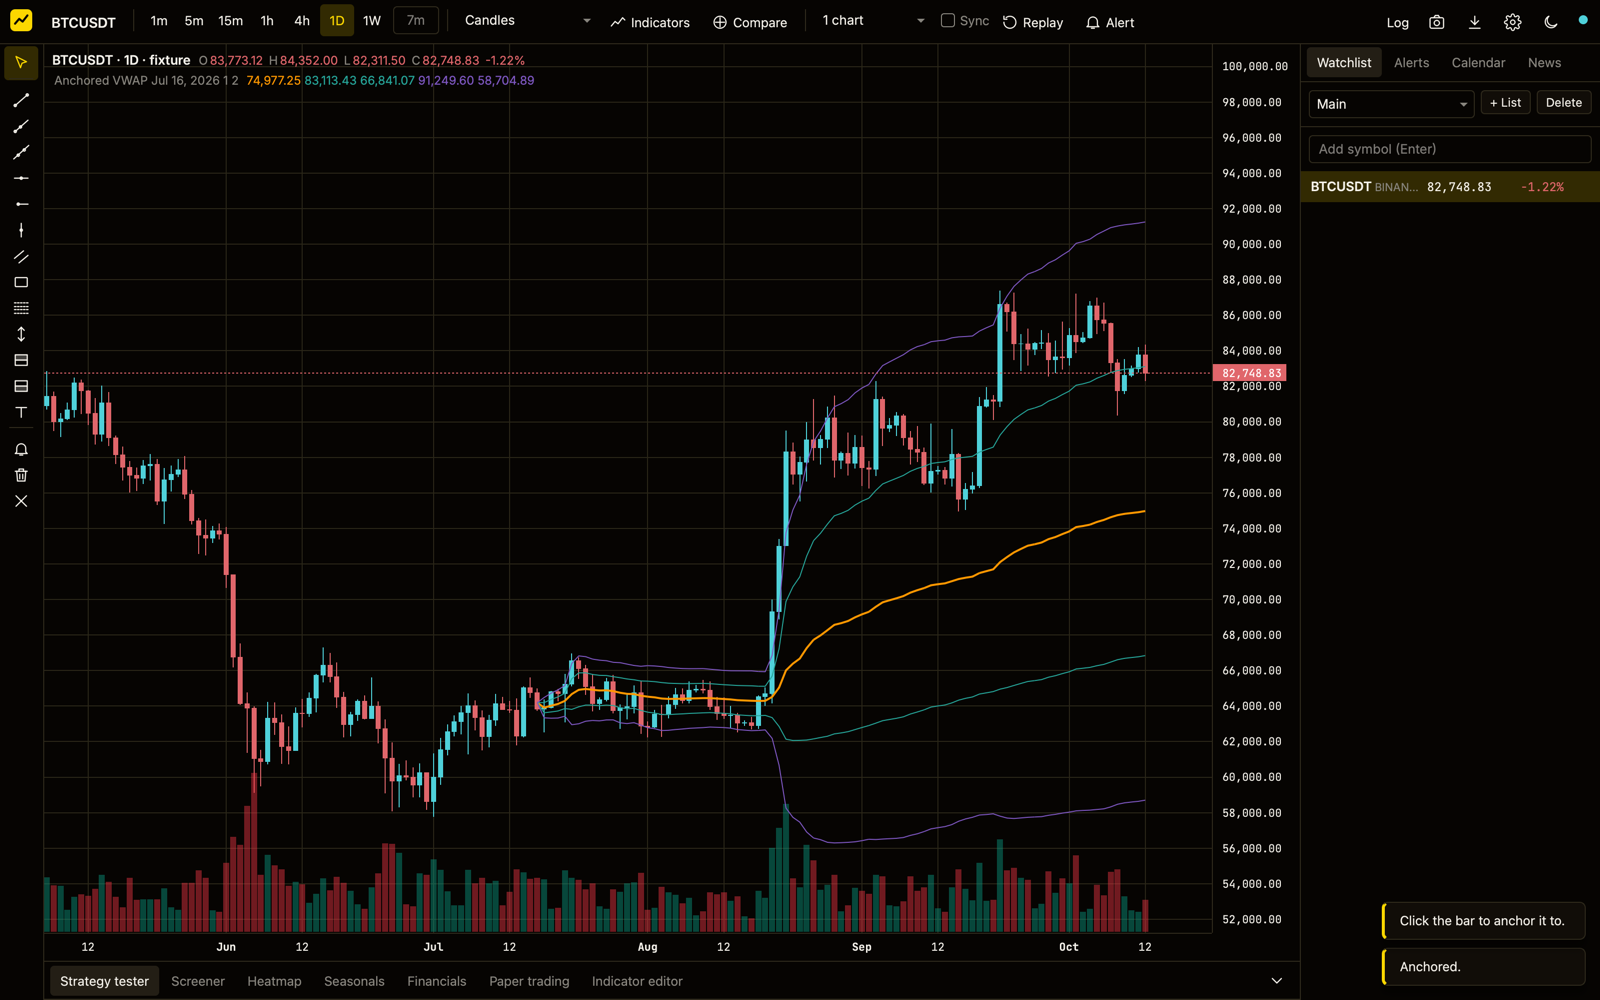 BTCUSDT 1m 5m 15m 1h 4h 1D 1W 7m Candles Indicators Compare 1 chart Sync Replay Alert Log
BTCUSDT · 1D · fixture O 83,773.12 H 84,352.00 L 82,311.50 C 82,748.83 -1.22%
Anchored VWAP Jul 16, 2026 1 2 74,977.25 83,113.43 66,841.07 91,249.60 58,704.89
100,000.00
98,000.00
96,000.00
94,000.00
92,000.00
90,000.00
88,000.00
86,000.00
84,000.00
82,748.83
82,000.00
80,000.00
78,000.00
76,000.00
74,000.00
72,000.00
70,000.00
68,000.00
66,000.00
64,000.00
62,000.00
60,000.00
58,000.00
56,000.00
54,000.00
52,000.00
12 Jun 12 Jul 12 Aug 12 Sep 12 Oct 12
Strategy tester Screener Heatmap Seasonals Financials Paper trading Indicator editor
Watchlist Alerts Calendar News
Main + List Delete
Add symbol (Enter)
BTCUSDT BINAN... 82,748.83 -1.22%
Click the bar to anchor it to.
Anchored.
T